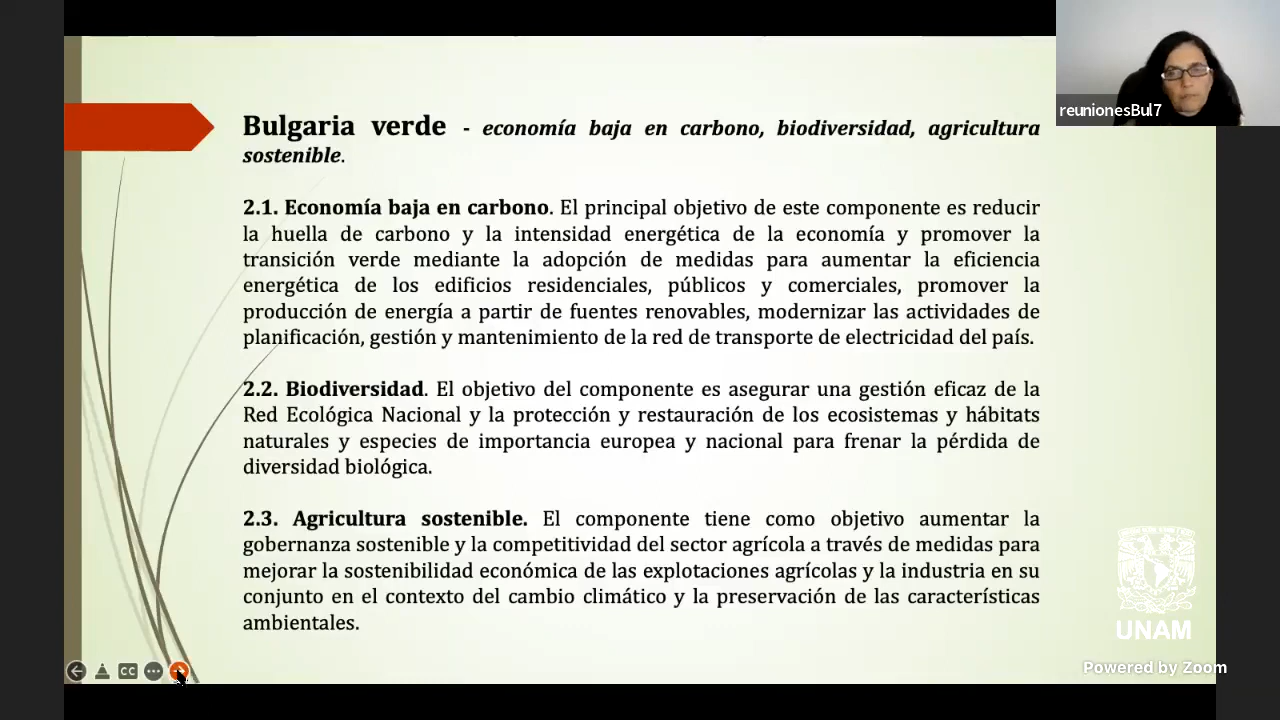 reunionesBul7
Bulgaria verde - economía baja en carbono, biodiversidad, agricultura
sostenible.
2.1. Economía baja en carbono. El principal objetivo de este componente es reducir
la huella de carbono y la intensidad energética de la economía y promover la
transición verde mediante la adopción de medidas para aumentar la eficiencia
energética de los edificios residenciales, públicos y comerciales, promover la
producción de energía a partir de fuentes renovables, modernizar las actividades de
planificación, gestión y mantenimiento de la red de transporte de electricidad del país.
2.2. Biodiversidad. El objetivo del componente es asegurar una gestión eficaz de la
Red Ecológica Nacional y la protección y restauración de los ecosistemas y hábitats
naturales y especies de importancia europea y nacional para frenar la pérdida de
diversidad biológica.
2.3. Agricultura sostenible. El componente tiene como objetivo aumentar la
gobernanza sostenible y la competitividad del sector agrícola a través de medidas para
mejorar la sostenibilidad económica de las explotaciones agrícolas y la industria en su
conjunto en el contexto del cambio climático y la preservación de las características
ambientales.
UNAM
Powered by Zoom
CC